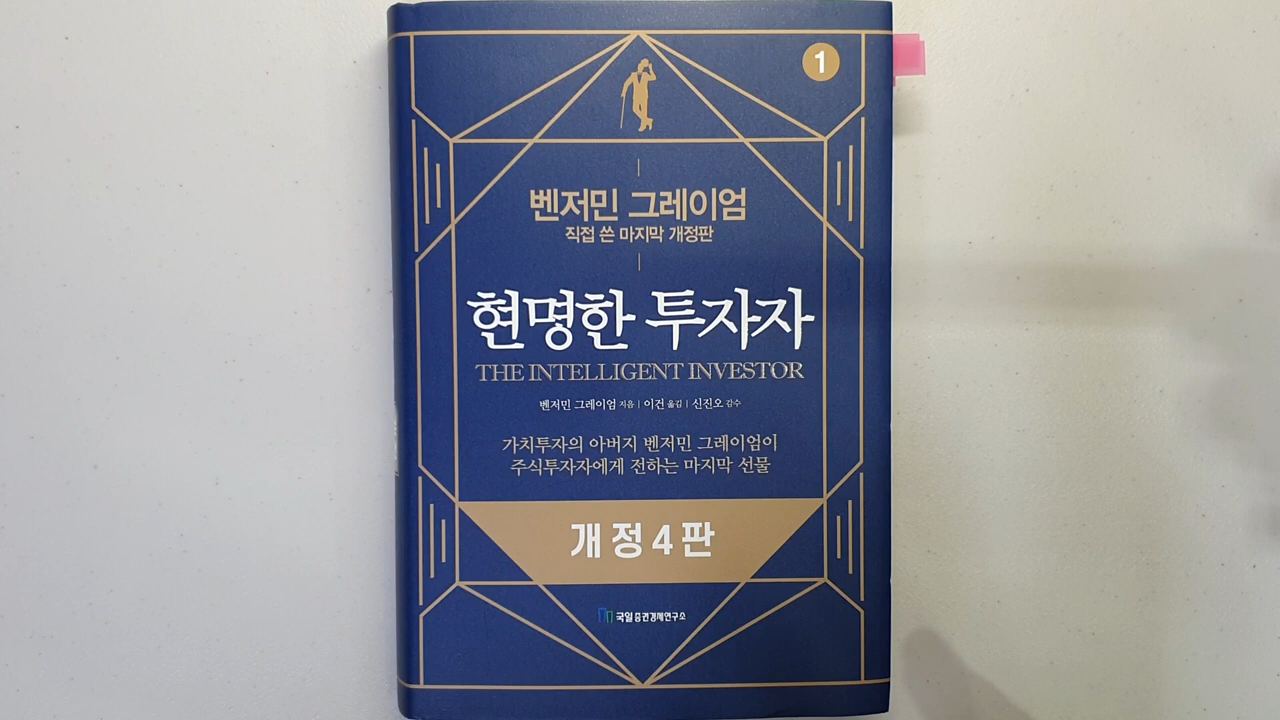 1
벤저민 그레이엄
직접 쓴 마지막 개정판
현명한 투자자
THE INTELLIGENT INVESTOR
벤저민 그레이엄 지음 | 이건 옮김 | 신진오 감수
가치투자의 아버지 벤저민 그레이엄이
주식투자자에게 전하는 마지막 선물
개정4판
국일증권경제연구소